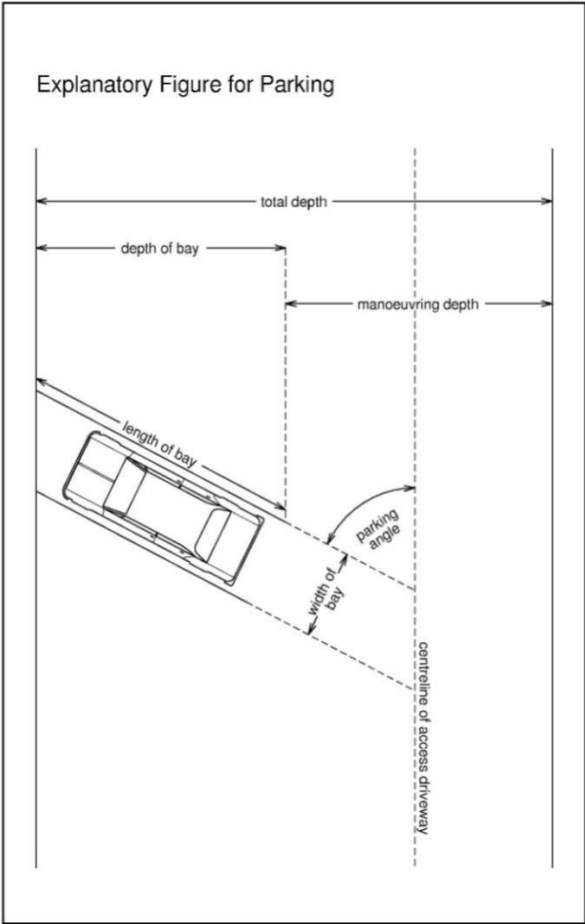 Explanatory Figure for Parking
total depth
depth of bay
manoeuvring depth
length of bay
parking
angle
width of
bay
centreline of access driveway